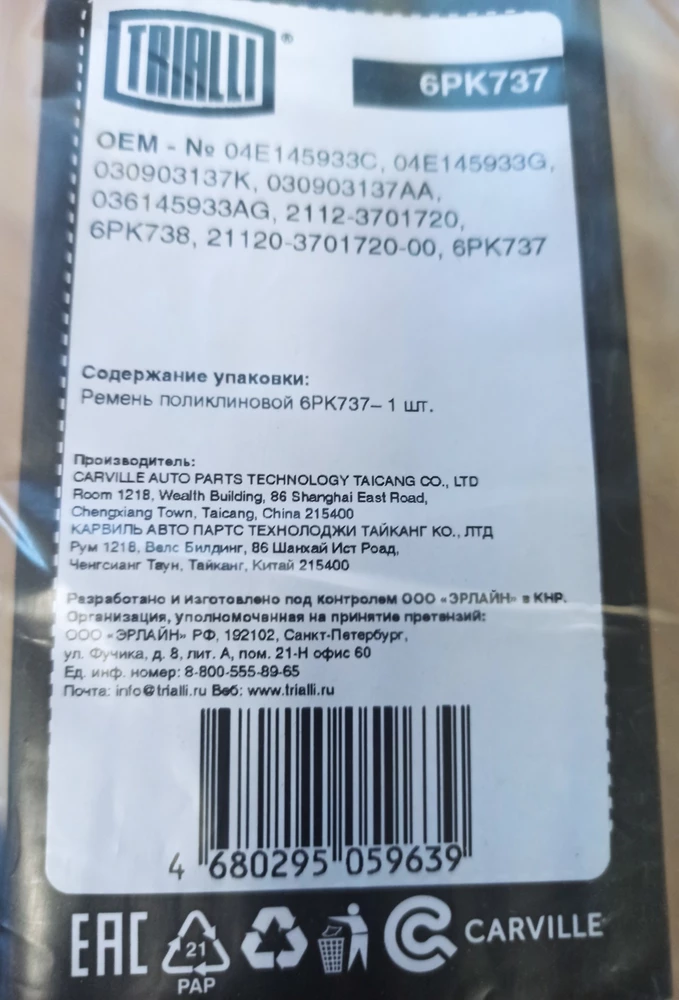 TRIALLI®
6PK737
OEM - № 04E145933C, 04E145933G,
030903137K, 030903137AA,
036145933AG, 2112-3701720,
6PK738, 21120-3701720-00, 6PK737
Содержание упаковки:
Ремень поликлиновой 6PK737– 1 шт.
Производитель:
CARVILLE AUTO PARTS TECHNOLOGY TAICANG CO., LTD
Room 1218, Wealth Building, 86 Shanghai East Road,
Chengxiang Town, Taicang, China 215400
КАРВИЛЬ АВТО ПАРТС ТЕХНОЛОДЖИ ТАЙКАНГ КО., ЛТД
Рум 1218, Велс Билдинг, 86 Шанхай Ист Роад,
Ченгсианг Таун, Тайканг, Китай 215400
Разработано и изготовлено под контролем ООО «ЭРЛАЙН» в КНР.
Организация, уполномоченная на принятие претензий:
ООО «ЭРЛАЙН» РФ, 192102, Санкт-Петербург,
ул. Фучика, д. 8, лит. А, пом. 21-Н офис 60
Ед. инф. номер: 8-800-555-89-65
Почта: info@trialli.ru Веб: www.trialli.ru
4 680295 059639
EAC
21
PAP
CARVILLE